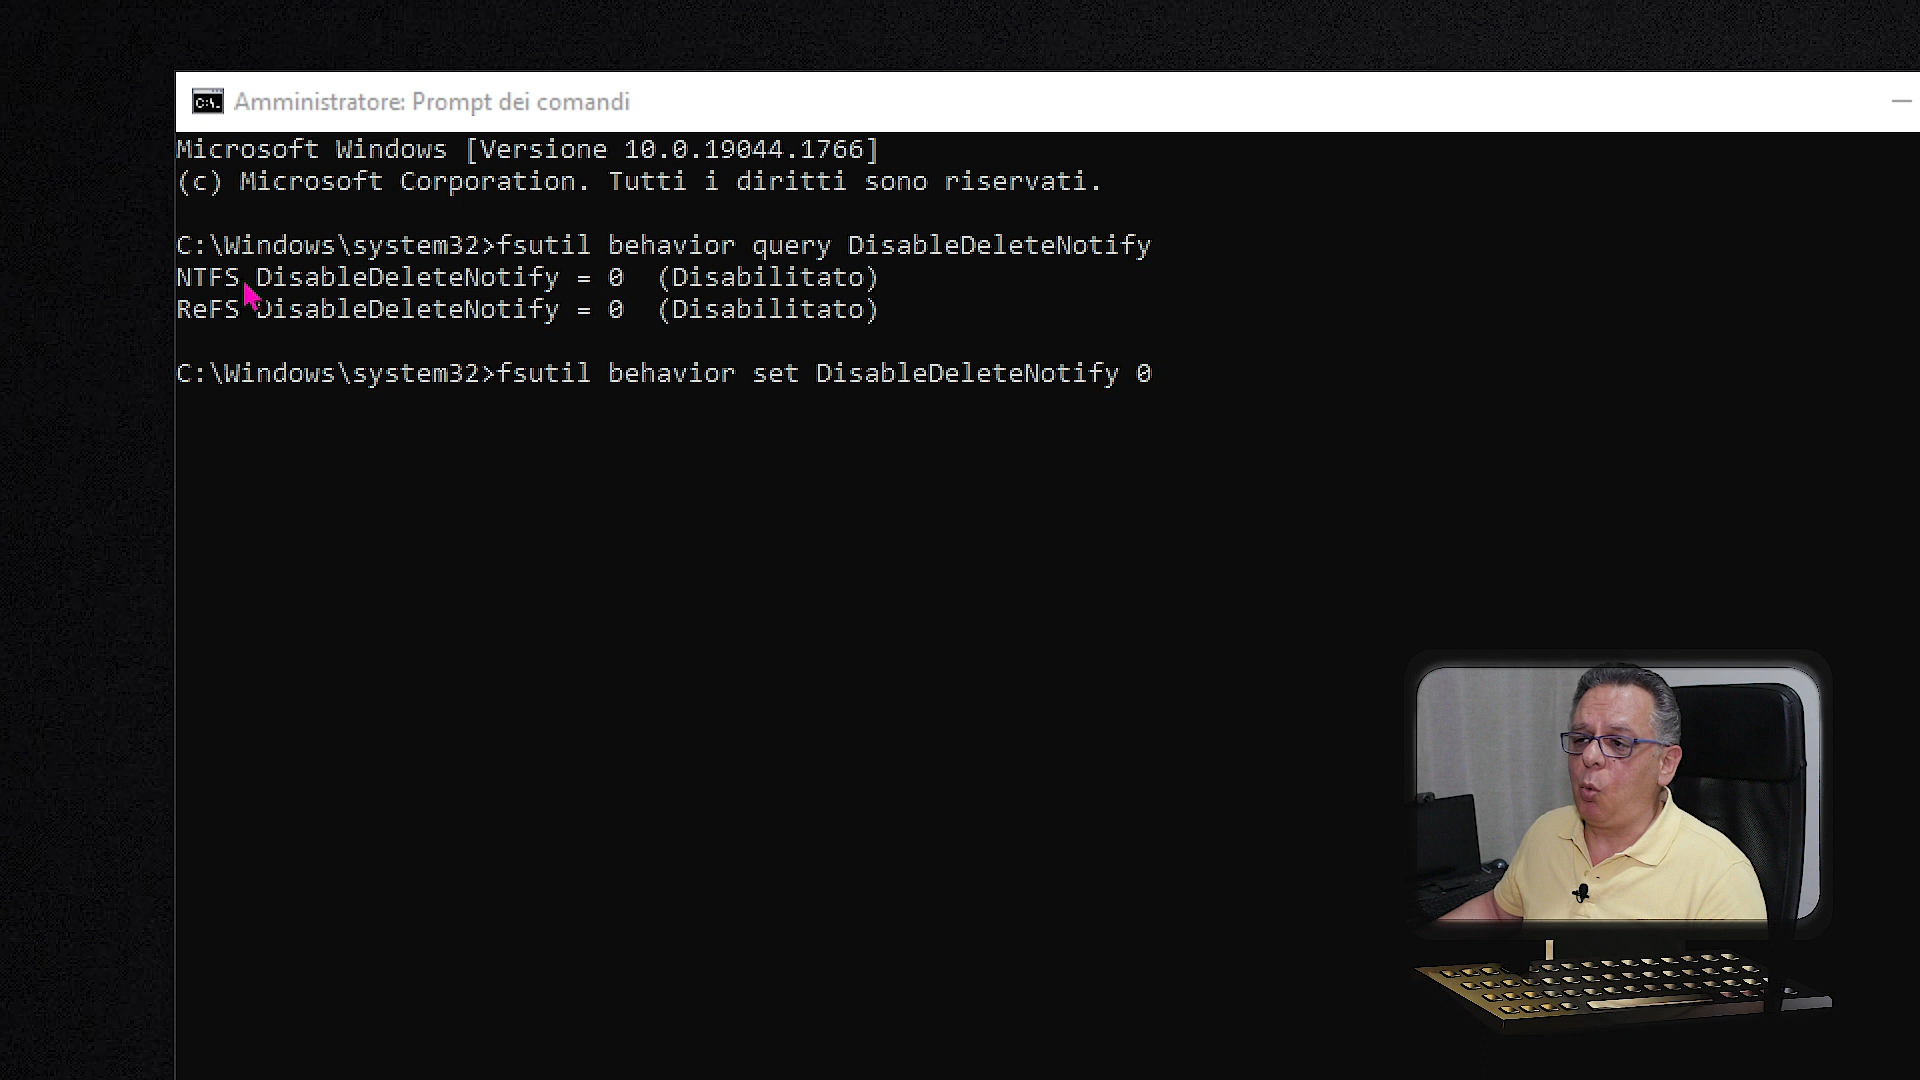 Amministratore: Prompt dei comandi
Microsoft Windows [Versione 10.0.19044.1766]
(c) Microsoft Corporation. Tutti i diritti sono riservati.
C:\Windows\system32>fsutil behavior query DisableDeleteNotify
NTFS DisableDeleteNotify = 0  (Disabilitato)
ReFS DisableDeleteNotify = 0  (Disabilitato)
C:\Windows\system32>fsutil behavior set DisableDeleteNotify 0